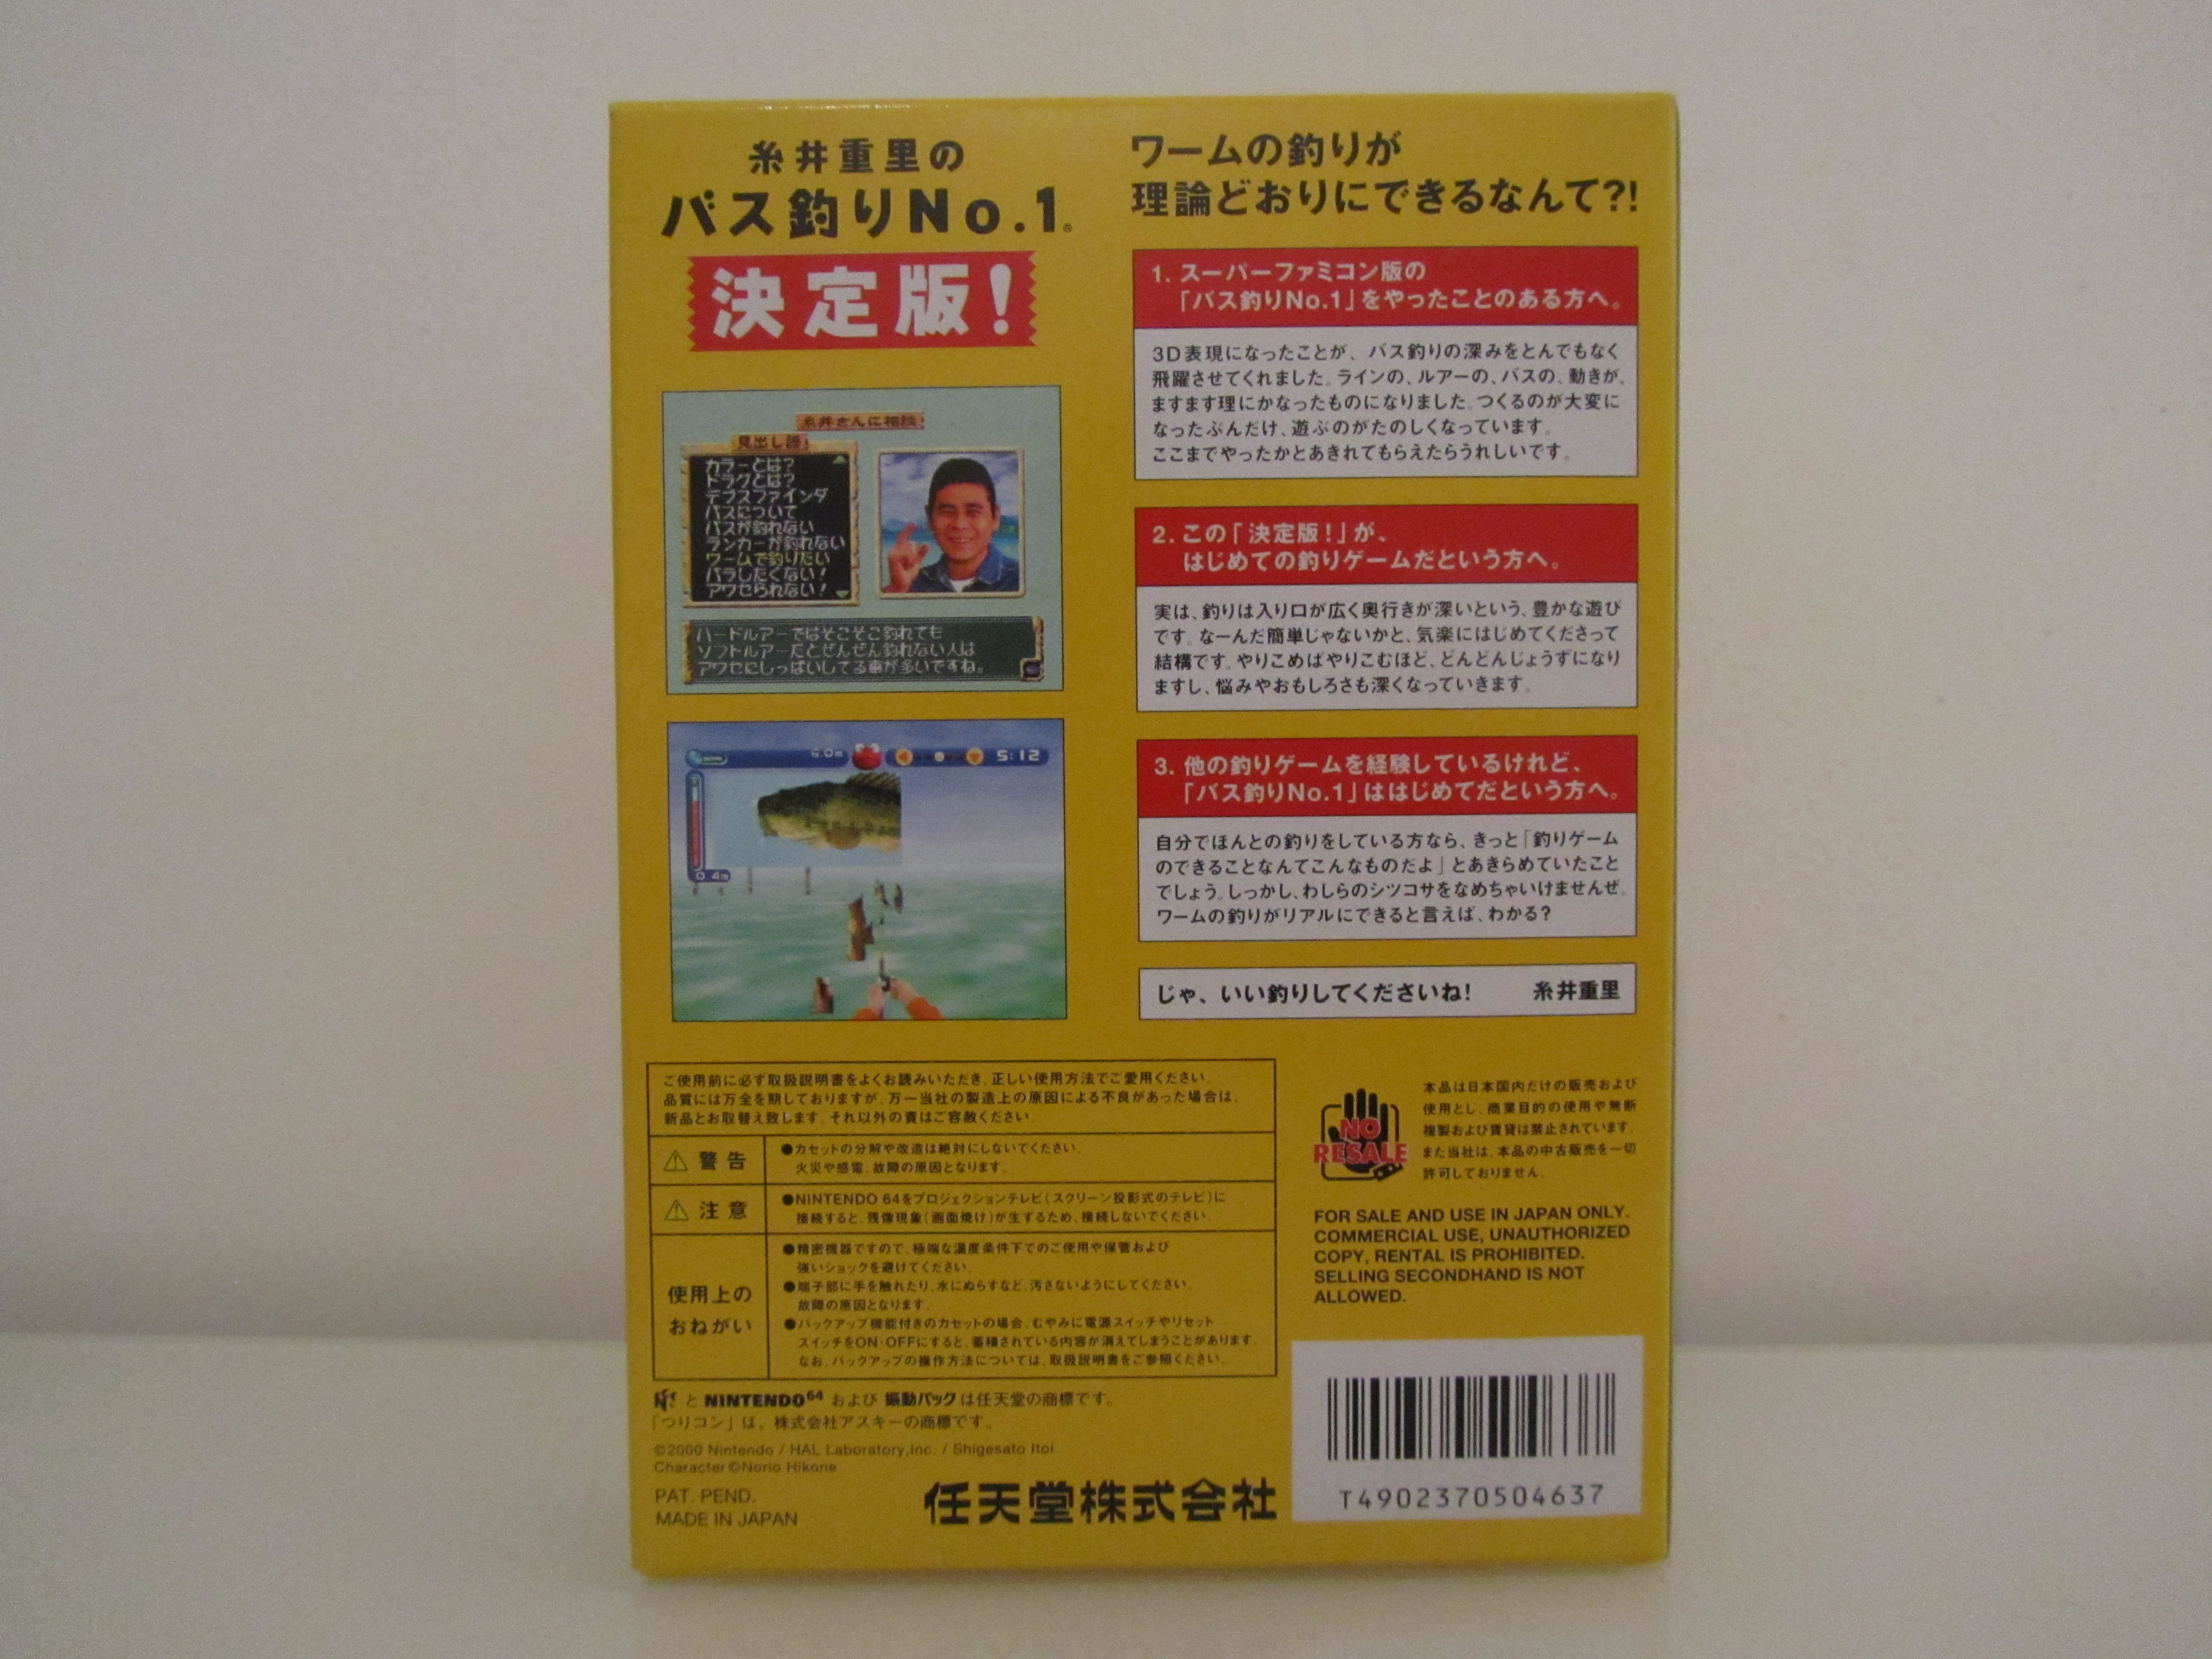 糸井重里の
バス釣りNo.1®
決定版!
糸井さんに相談!
見出し語
カラーとは?
ドラグとは?
デプスファインダ
バスについて
バスが釣れない
ランカーが釣れない
ワームで釣りたい
バラしたくない!
アワせられない!
ハードルアーではそこそこ釣れても
ソフトルアーだとぜんぜん釣れない人は
アワセにしっぱいしてる事が多いですね。
5:12
0.4m
ワームの釣りが
理論どおりにできるなんて?!
1. スーパーファミコン版の
「バス釣りNo.1」をやったことのある方へ。
3D表現になったことが、バス釣りの深みをとんでもなく
飛躍させてくれました。ラインの、ルアーの、バスの、動きが、
ますます理にかなったものになりました。つくるのが大変に
なったぶんだけ、遊ぶのがたのしくなっています。
ここまでやったかとあきれてもらえたらうれしいです。
2. この「決定版!」が、
はじめての釣りゲームだという方へ。
実は、釣りは入り口が広く奥行きが深いという、豊かな遊び
です。なーんだ簡単じゃないかと、気楽にはじめてくださって
結構です。やりこめばやりこむほど、どんどんじょうずになり
ますし、悩みやおもしろさも深くなっていきます。
3. 他の釣りゲームを経験しているけれど、
「バス釣りNo.1」ははじめてだという方へ。
自分でほんとの釣りをしている方なら、きっと「釣りゲーム
のできることなんてこんなものだよ」とあきらめていたこと
でしょう。しっかし、わしらのシツコサをなめちゃいけませんぜ。
ワームの釣りがリアルにできると言えば、わかる?
じゃ、いい釣りしてくださいね! 糸井重里
ご使用前に必ず取扱説明書をよくお読みいただき、正しい使用方法でご愛用ください。
品質には万全を期しておりますが、万一当社の製造上の原因による不良があった場合は、
新品とお取替え致します。それ以外の責はご容赦ください。
警告
●カセットの分解や改造は絶対にしないでください。
火災や感電、故障の原因となります。
注意
●NINTENDO 64をプロジェクションテレビ(スクリーン投影式のテレビ)に
接続すると、残像現象(画面焼け)が生ずるため、接続しないでください。
使用上の
おねがい
●精密機器ですので、極端な温度条件下でのご使用や保管および
強いショックを避けてください。
●端子部に手を触れたり、水にぬらすなど、汚さないようにしてください。
故障の原因となります。
●バックアップ機能付きのカセットの場合、むやみに電源スイッチやリセット
スイッチをON・OFFにすると、蓄積されている内容が消えてしまうことがあります。
なお、バックアップの操作方法については、取扱説明書をご参照ください。
と NINTENDO64 および 振動パック は任天堂の商標です。
「つりコン」は、株式会社アスキーの商標です。
©2000 Nintendo / HAL Laboratory,Inc. / Shigesato Itoi
Character©Norio Hikone
PAT. PEND.
MADE IN JAPAN
任天堂株式会社
NO
RESALE
本品は日本国内だけの販売および
使用とし、商業目的の使用や無断
複製および賃貸は禁止されています。
また当社は、本品の中古販売を一切
許可しておりません。
FOR SALE AND USE IN JAPAN ONLY.
COMMERCIAL USE, UNAUTHORIZED
COPY, RENTAL IS PROHIBITED.
SELLING SECONDHAND IS NOT
ALLOWED.
T4902370504637